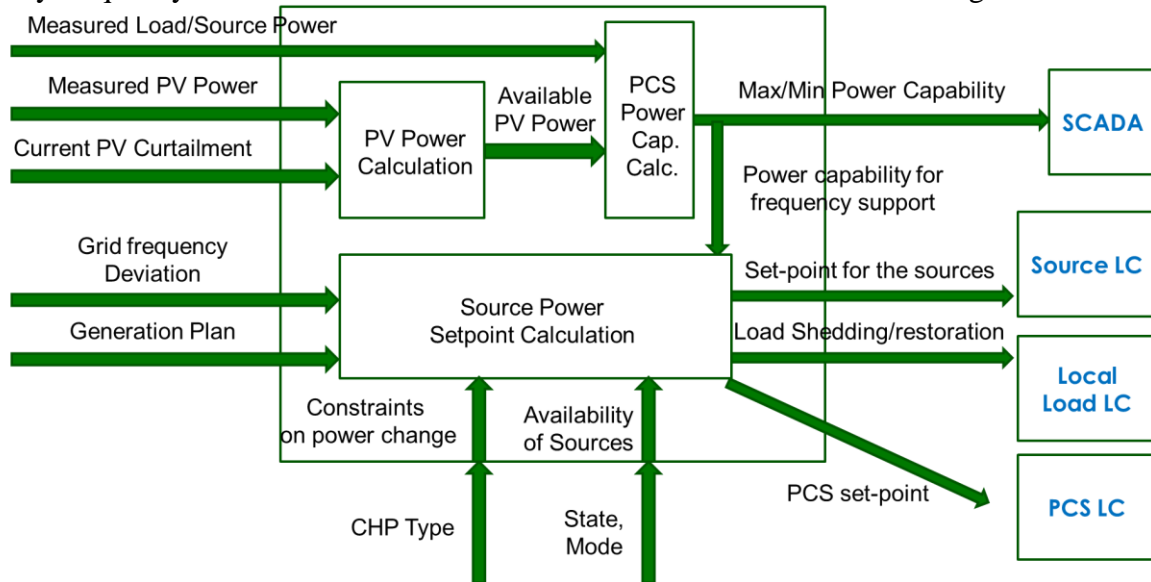 Measured Load/Source Power
Measured PV Power
Current PV Curtailment
PV Power
Calculation
Available
PV Power
PCS
Power
Cap.
Calc.
Max/Min Power Capability
SCADA
Power capability for
frequency support
Grid frequency
Deviation
Generation Plan
Source Power
Setpoint Calculation
Set-point for the sources
Source LC
Load Shedding/restoration
Local
Load LC
Constraints
on power change
Availability
of Sources
PCS set-point
PCS LC
CHP Type
State,
Mode